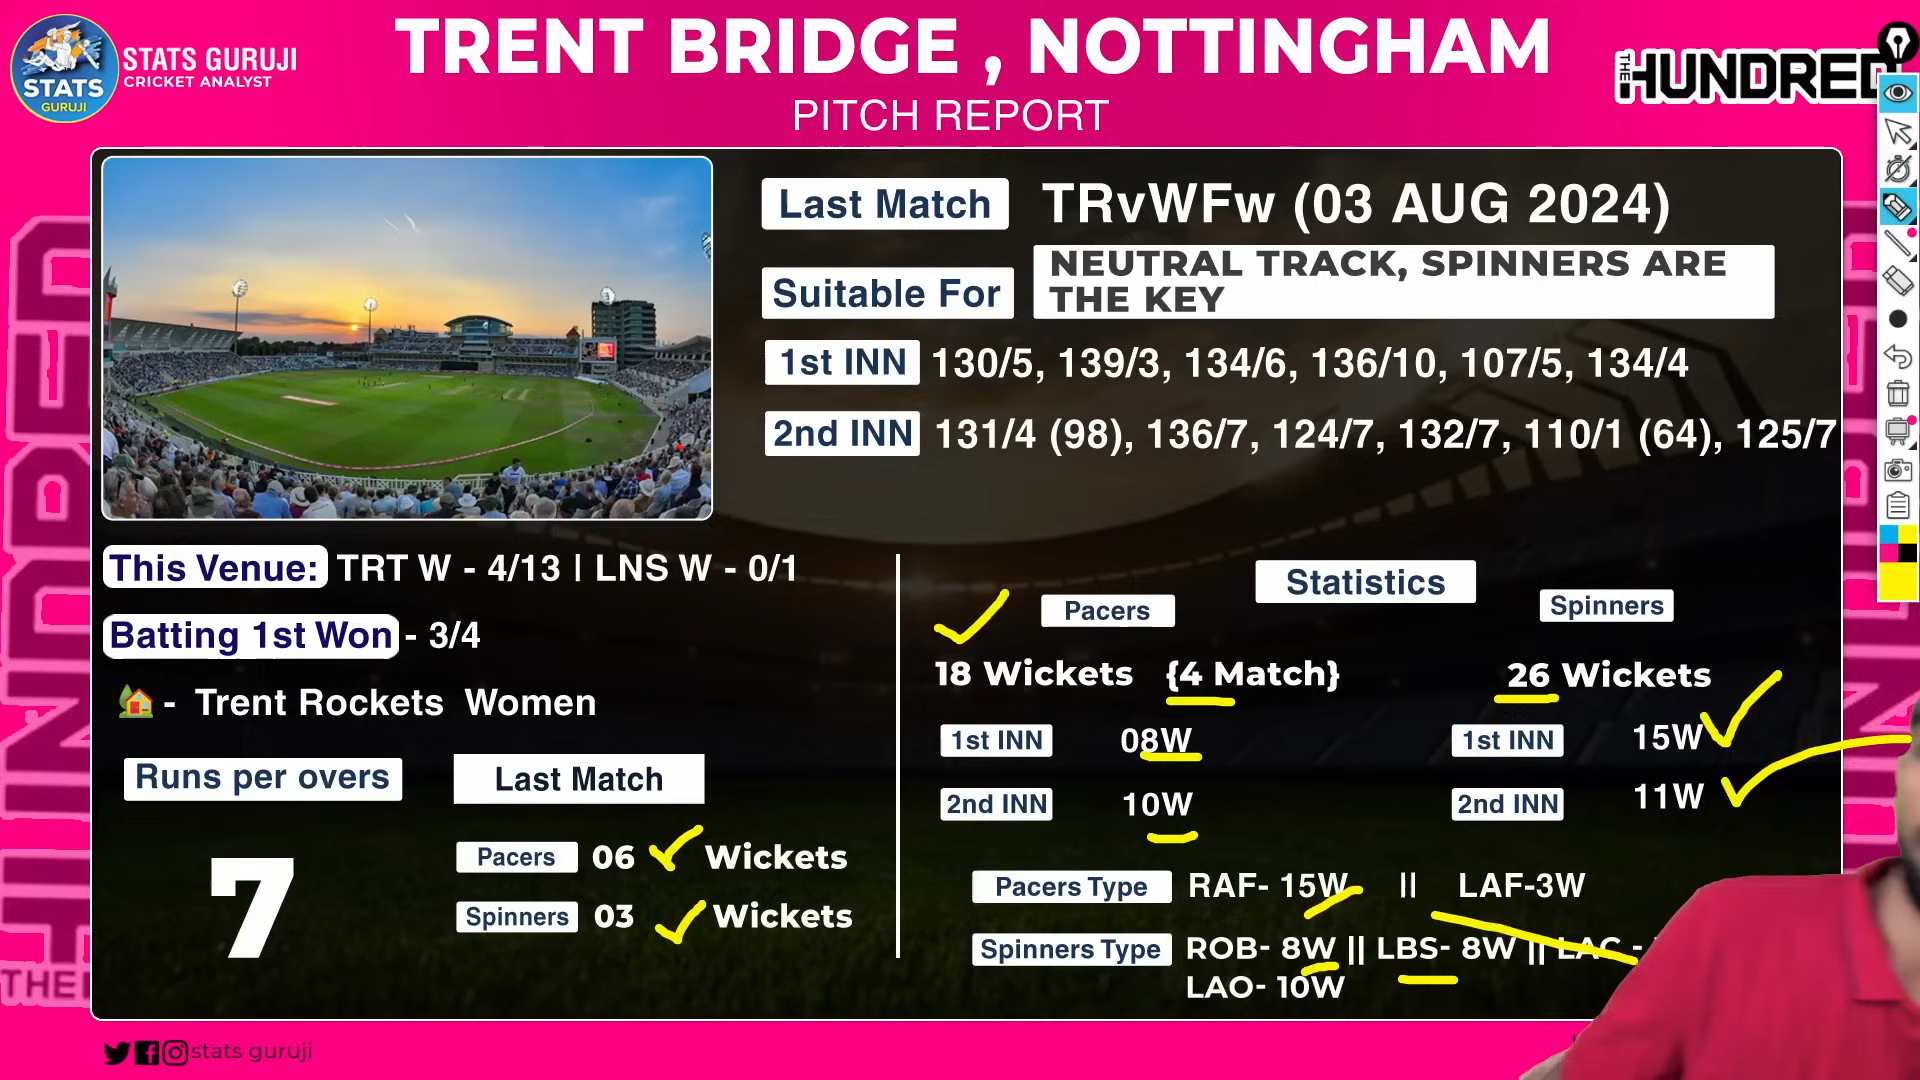 STATS GURUJI
CRICKET ANALYST
STATS
GURUJI
TRENT BRIDGE , NOTTINGHAM
PITCH REPORT
THE HUNDRED
Last Match TRvWFw (03 AUG 2024)
Suitable For NEUTRAL TRACK, SPINNERS ARE
THE KEY
1st INN 130/5, 139/3, 134/6, 136/10, 107/5, 134/4
2nd INN 131/4 (98), 136/7, 124/7, 132/7, 110/1 (64), 125/7
This Venue: TRT W - 4/13 | LNS W - 0/1
Batting 1st Won - 3/4
- Trent Rockets Women
Runs per overs
7
Last Match
Pacers 06 Wickets
Spinners 03 Wickets
Statistics
Pacers Spinners
18 Wickets {4 Match} 26 Wickets
1st INN 08W 1st INN 15W
2nd INN 10W 2nd INN 11W
Pacers Type RAF- 15W || LAF-3W
Spinners Type ROB- 8W || LBS- 8W || LAC -
LAO- 10W
stats guruji